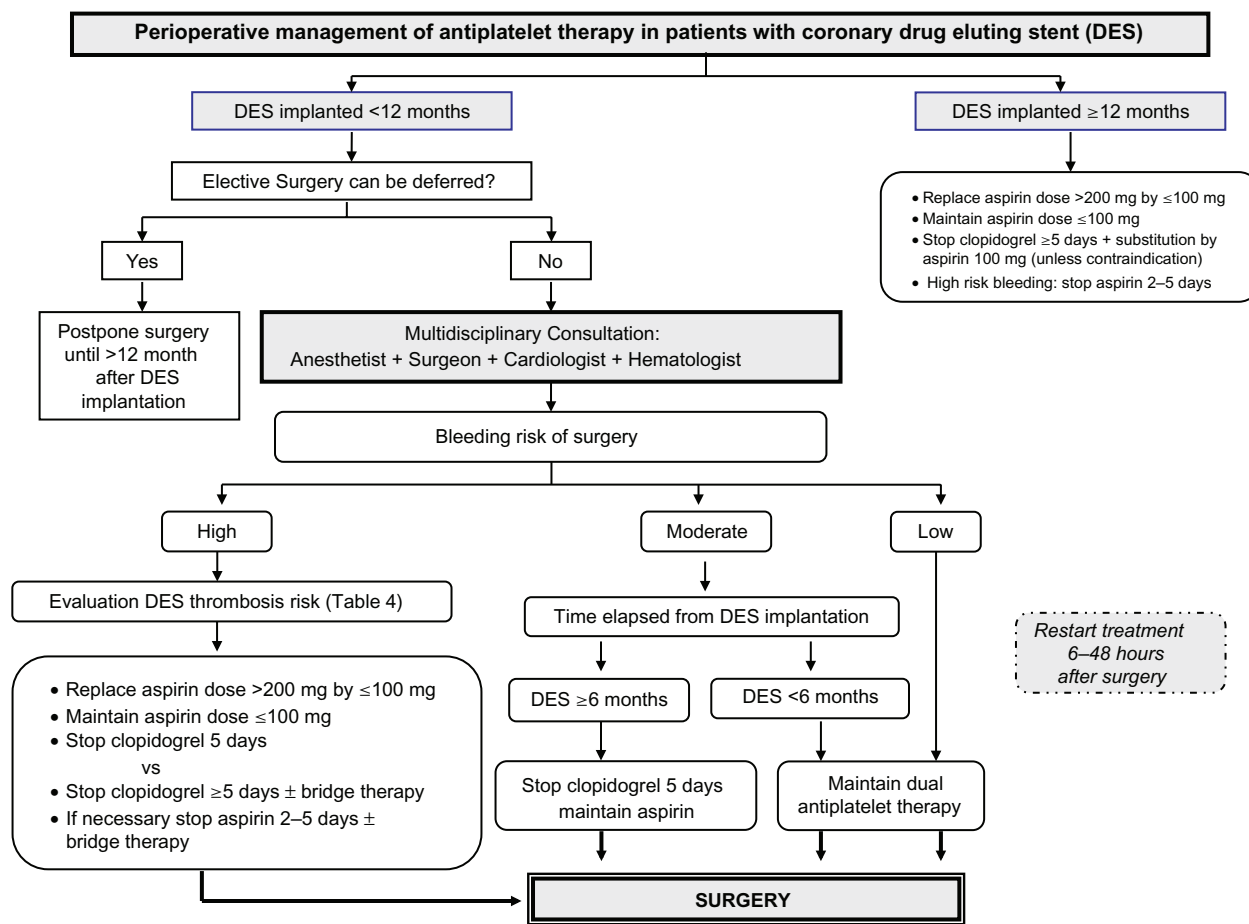 Perioperative management of antiplatelet therapy in patients with coronary drug eluting stent (DES)
DES implanted <12 months
DES implanted ≥12 months
Elective Surgery can be deferred?
• Replace aspirin dose >200 mg by ≤100 mg
• Maintain aspirin dose ≤100 mg
• Stop clopidogrel ≥5 days + substitution by
aspirin 100 mg (unless contraindication)
• High risk bleeding: stop aspirin 2–5 days
Yes
No
Postpone surgery
until >12 month
after DES
implantation
Multidisciplinary Consultation:
Anesthetist + Surgeon + Cardiologist + Hematologist
Bleeding risk of surgery
High
Moderate
Low
Evaluation DES thrombosis risk (Table 4)
Time elapsed from DES implantation
Restart treatment
6–48 hours
after surgery
• Replace aspirin dose >200 mg by ≤100 mg
• Maintain aspirin dose ≤100 mg
• Stop clopidogrel 5 days
vs
• Stop clopidogrel ≥5 days ± bridge therapy
• If necessary stop aspirin 2–5 days ±
bridge therapy
DES ≥6 months
DES <6 months
Stop clopidogrel 5 days
maintain aspirin
Maintain dual
antiplatelet therapy
SURGERY